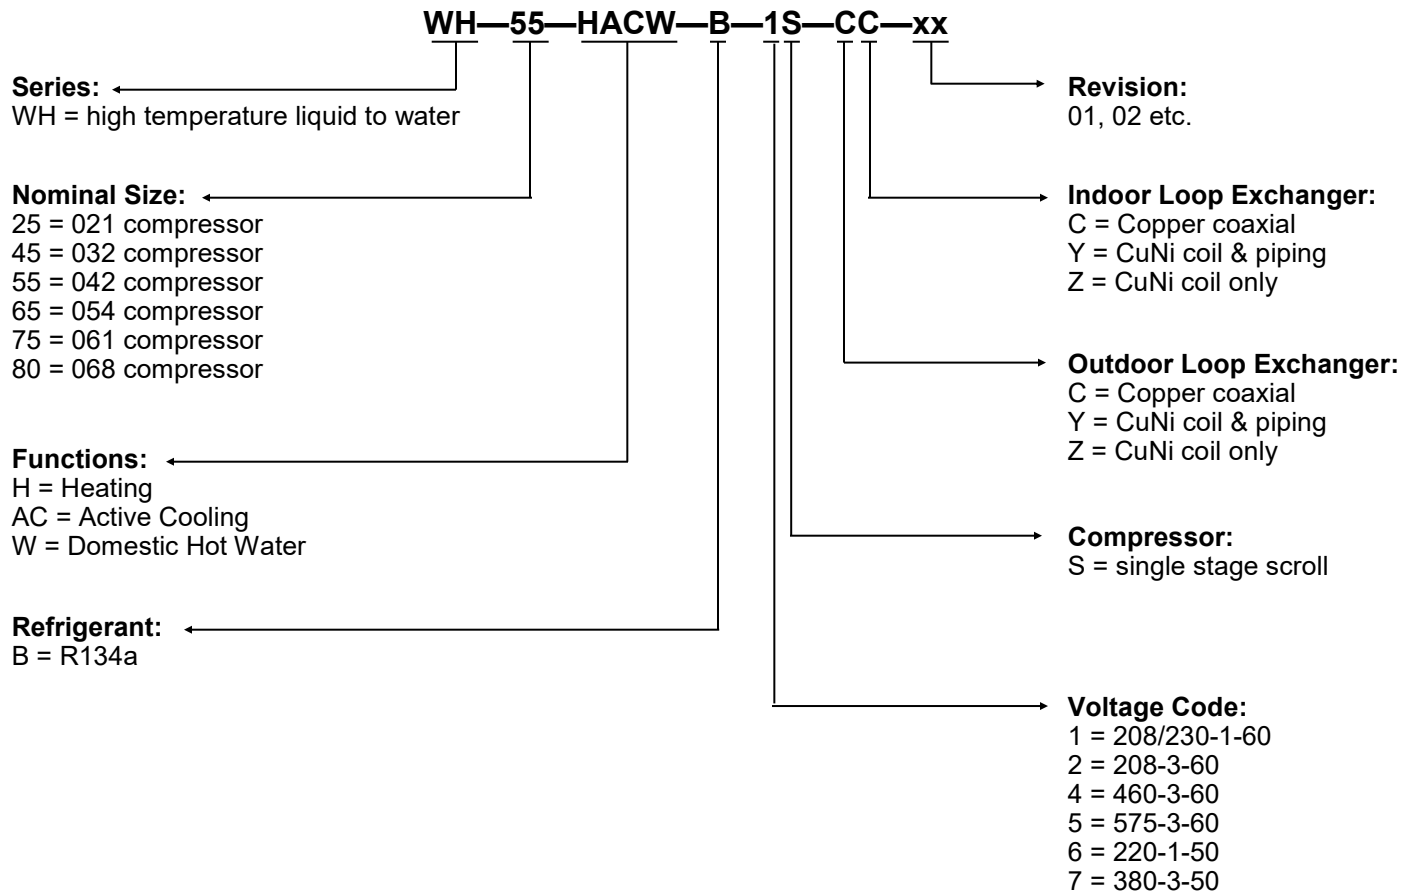 WH—55—HACW—B—1S—CC—xx
Series:
WH = high temperature liquid to water
Nominal Size:
25 = 021 compressor
45 = 032 compressor
55 = 042 compressor
65 = 054 compressor
75 = 061 compressor
80 = 068 compressor
Functions:
H = Heating
AC = Active Cooling
W = Domestic Hot Water
Refrigerant:
B = R134a
Revision:
01, 02 etc.
Indoor Loop Exchanger:
C = Copper coaxial
Y = CuNi coil & piping
Z = CuNi coil only
Outdoor Loop Exchanger:
C = Copper coaxial
Y = CuNi coil & piping
Z = CuNi coil only
Compressor:
S = single stage scroll
Voltage Code:
1 = 208/230-1-60
2 = 208-3-60
4 = 460-3-60
5 = 575-3-60
6 = 220-1-50
7 = 380-3-50